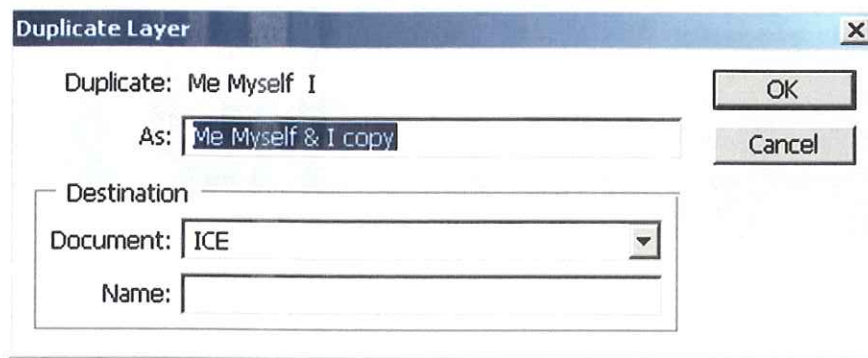 Duplicate Layer
Duplicate: Me Myself  I
OK
As: Me Myself & I copy
Cancel
Destination
Document: ICE
Name: